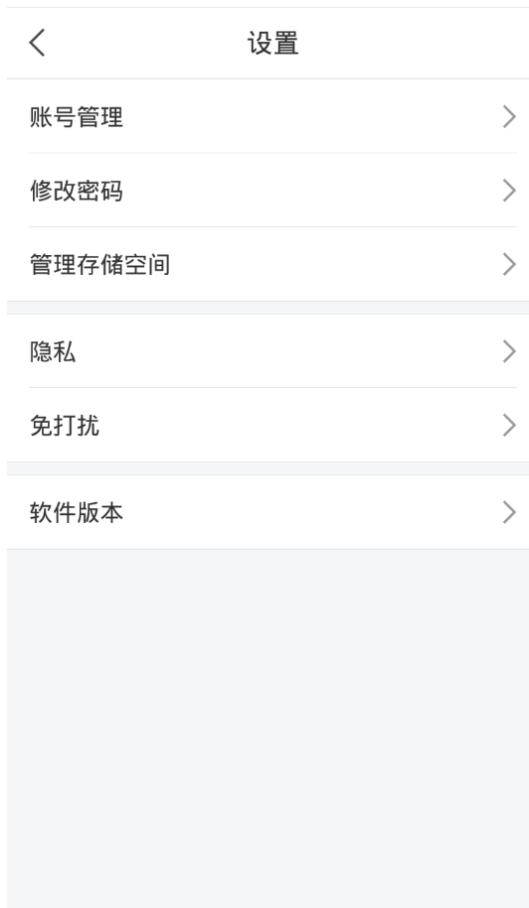 设置
账号管理
修改密码
管理存储空间
隐私
免打扰
软件版本